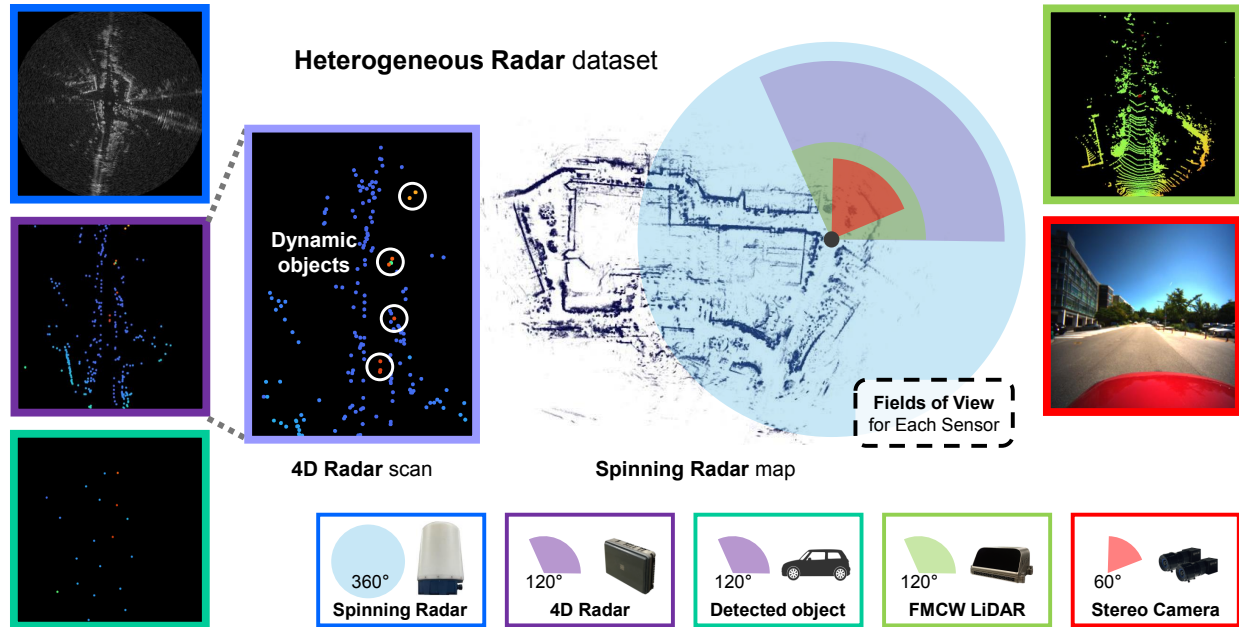 Heterogeneous Radar dataset
Dynamic
objects
Fields of View
for Each Sensor
4D Radar scan
Spinning Radar map
360°
Spinning Radar
120°
4D Radar
120°
Detected object
120°
FMCW LiDAR
60°
Stereo Camera